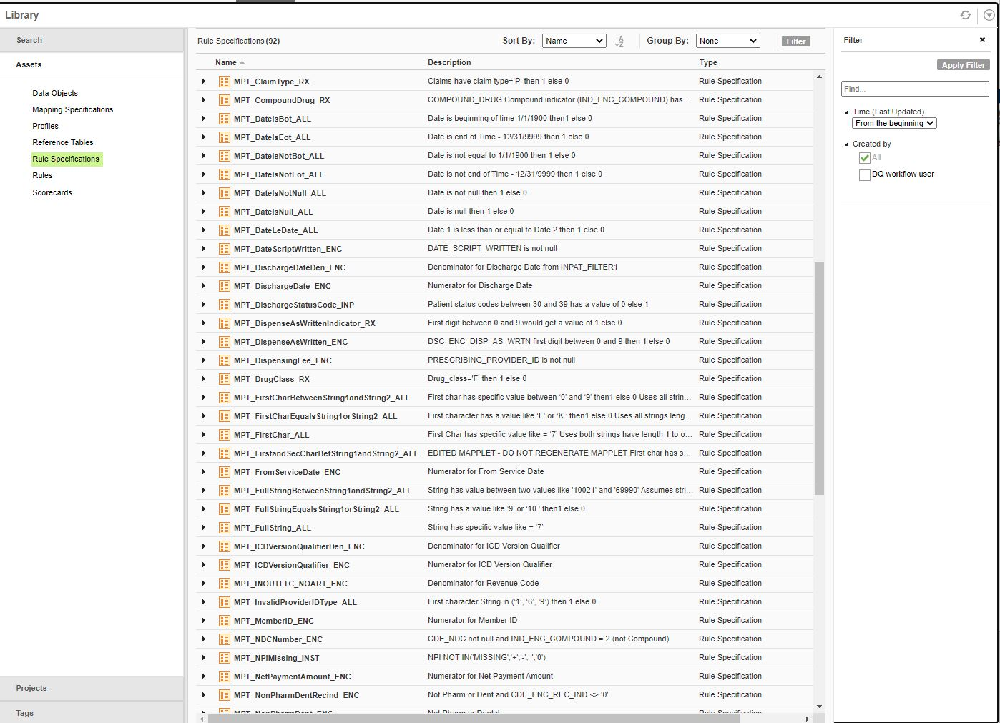 Library
Search
Assets
Data Objects
Mapping Specifications
Profiles
Reference Tables
Rule Specifications
Rules
Scorecards
Projects
Tags
Rule Specifications (92) Sort By: Name Group By: None Filter
Name Description Type
MPT_ClaimType_RX Claims have claim type='P' then 1 else 0 Rule Specification
MPT_CompoundDrug_RX COMPOUND_DRUG Compound indicator (IND_ENC_COMPOUND) has ... Rule Specification
MPT_DateIsBot_ALL Date is beginning of time 1/1/1900 then1 else 0 Rule Specification
MPT_DateIsEot_ALL Date is end of Time - 12/31/9999 then 1 else 0 Rule Specification
MPT_DateIsNotBot_ALL Date is not equal to 1/1/1900 then 1 else 0 Rule Specification
MPT_DateIsNotEot_ALL Date is not end of Time - 12/31/9999 then 1 else 0 Rule Specification
MPT_DateIsNotNull_ALL Date is not null then 1 else 0 Rule Specification
MPT_DateIsNull_ALL Date is null then 1 else 0 Rule Specification
MPT_DateLeDate_ALL Date 1 is less than or equal to Date 2 then 1 else 0 Rule Specification
MPT_DateScriptWritten_ENC DATE_SCRIPT_WRITTEN is not null Rule Specification
MPT_DischargeDateDen_ENC Denominator for Discharge Date from INPAT_FILTER1 Rule Specification
MPT_DischargeDate_ENC Numerator for Discharge Date Rule Specification
MPT_DischargeStatusCode_INP Patient status codes between 30 and 39 has a value of 0 else 1 Rule Specification
MPT_DispenseAsWrittenIndicator_RX First digit between 0 and 9 would get a value of 1 else 0 Rule Specification
MPT_DispenseAsWritten_ENC DSC_ENC_DISP_AS_WRTN first digit between 0 and 9 then 1 else 0 Rule Specification
MPT_DispensingFee_ENC PRESCRIBING_PROVIDER_ID is not null Rule Specification
MPT_DrugClass_RX Drug_class='F' then 1 else 0 Rule Specification
MPT_FirstCharBetweenString1andString2_ALL First char has specific value between '0' and '9' then1 else 0 Uses all strin... Rule Specification
MPT_FirstCharEqualsString1orString2_ALL First character has a value like 'E' or 'K ' then1 else 0 Uses all strings leng... Rule Specification
MPT_FirstChar_ALL First Char has specific value like = '7' Uses both strings have length 1 to o... Rule Specification
MPT_FirstandSecCharBetString1andString2_ALL EDITED MAPPLET - DO NOT REGENERATE MAPPLET First char has s... Rule Specification
MPT_FromServiceDate_ENC Numerator for From Service Date Rule Specification
MPT_FullStringBetweenString1andString2_ALL String has value between two values like '10021' and '69990' Assumes stri... Rule Specification
MPT_FullStringEqualsString1orString2_ALL String has a value like '9' or '10 ' then1 else 0 Rule Specification
MPT_FullString_ALL String has specific value like = '7' Rule Specification
MPT_ICDVersionQualifierDen_ENC Denominator for ICD Version Qualifier Rule Specification
MPT_ICDVersionQualifier_ENC Numerator for ICD Version Qualifier Rule Specification
MPT_INOUTLTC_NOART_ENC Denominator for Revenue Code Rule Specification
MPT_InvalidProviderIDType_ALL First character String in ('1', '6', '9') then 1 else 0 Rule Specification
MPT_MemberID_ENC Numerator for Member ID Rule Specification
MPT_NDCNumber_ENC CDE_NDC not null and IND_ENC_COMPOUND = 2 (not Compound) Rule Specification
MPT_NPIMissing_INST NPI NOT IN('MISSING','+','-',' ','0') Rule Specification
MPT_NetPaymentAmount_ENC Numerator for Net Payment Amount Rule Specification
MPT_NonPharmDentRecind_ENC Not Pharm or Dent and CDE_ENC_REC_IND <> '0' Rule Specification
MPT_NonPharmDent_ENC Not Pharm or Dental Rule Specification
Filter
Apply Filter
Find...
Time (Last Updated)
From the beginning
Created by
All
DQ workflow user